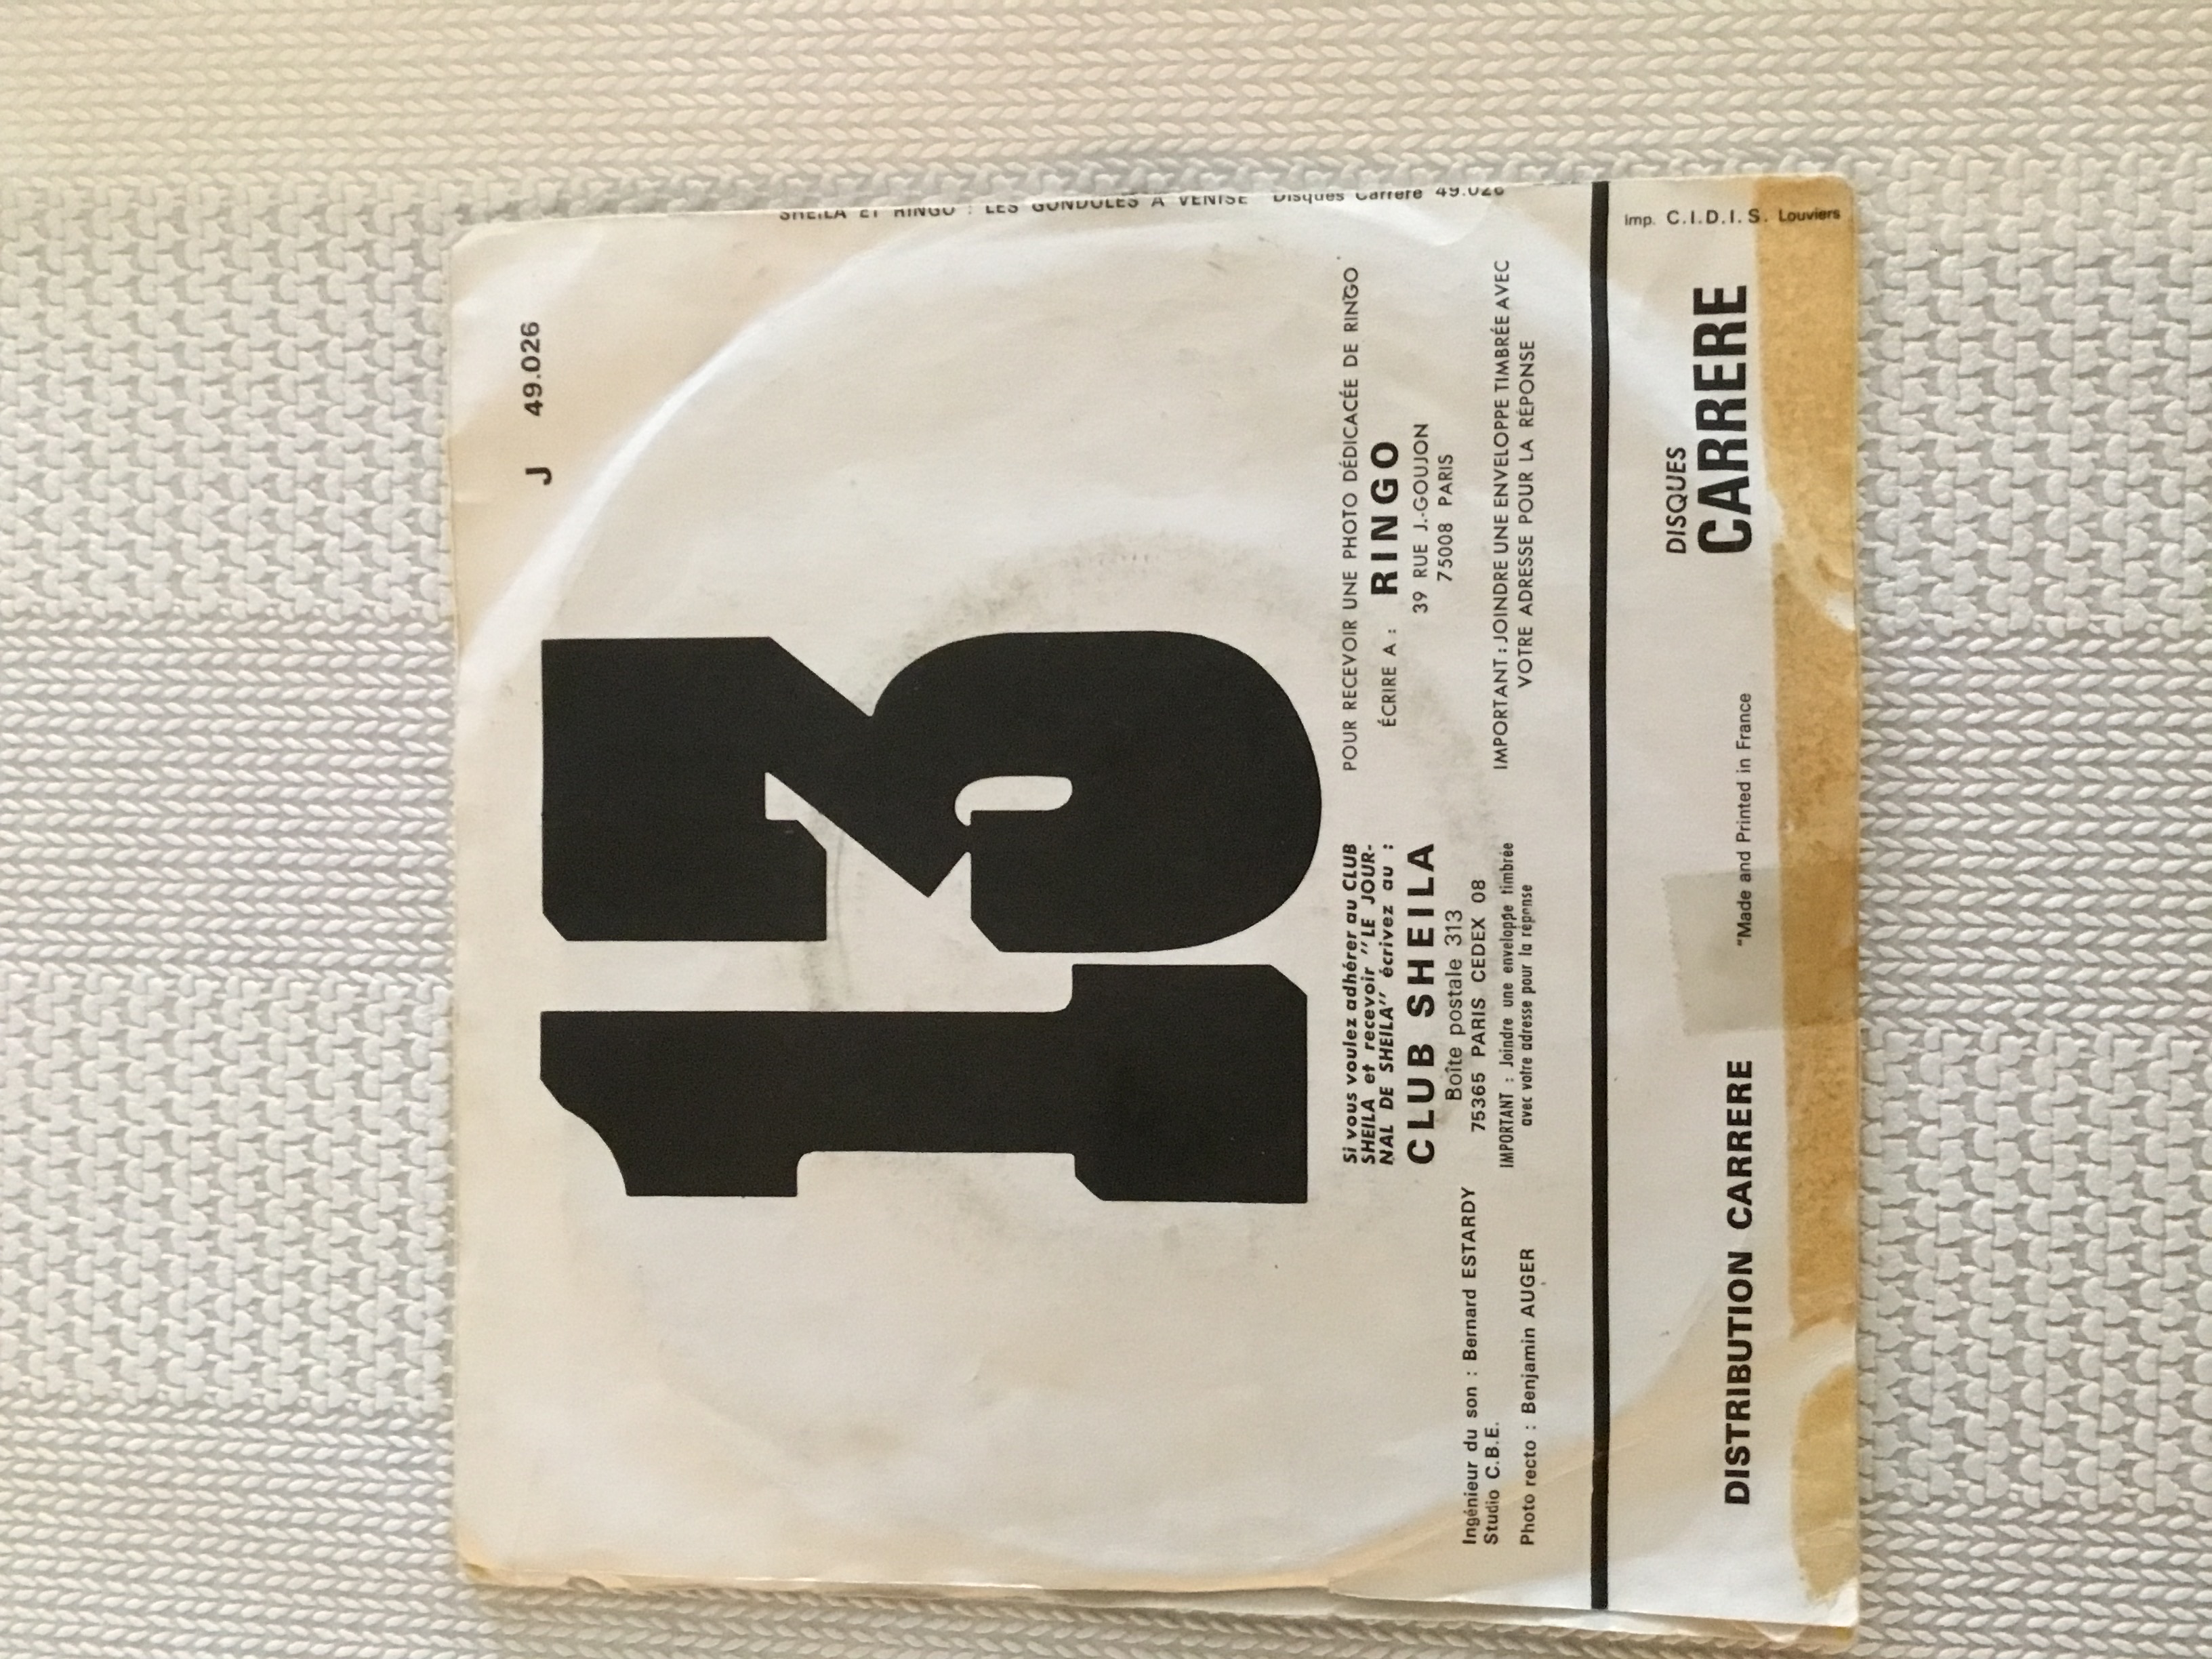 J 49.026
13
Si vous voulez adhérer au CLUB
SHEILA et recevoir "LE JOUR-
NAL DE SHEILA" écrivez au :
CLUB SHEILA
Boîte postale 313
75365 PARIS CEDEX 08
IMPORTANT : Joindre une enveloppe timbrée
avec votre adresse pour la réponse
POUR RECEVOIR UNE PHOTO DÉDICACÉE DE RINGO
ÉCRIRE A : RINGO
39 RUE J.-GOUJON
75008 PARIS
IMPORTANT : JOINDRE UNE ENVELOPPE TIMBRÉE AVEC
VOTRE ADRESSE POUR LA RÉPONSE
Ingénieur du son : Bernard ESTARDY
Studio C.B.E.
Photo recto : Benjamin AUGER
SHEILA ET RINGO : LES GONDOLES A VENISE Disques Carrere 49.026
DISQUES
CARRERE
DISTRIBUTION CARRERE
"Made and Printed in France
Imp. C.I.D.I.S. Louviers